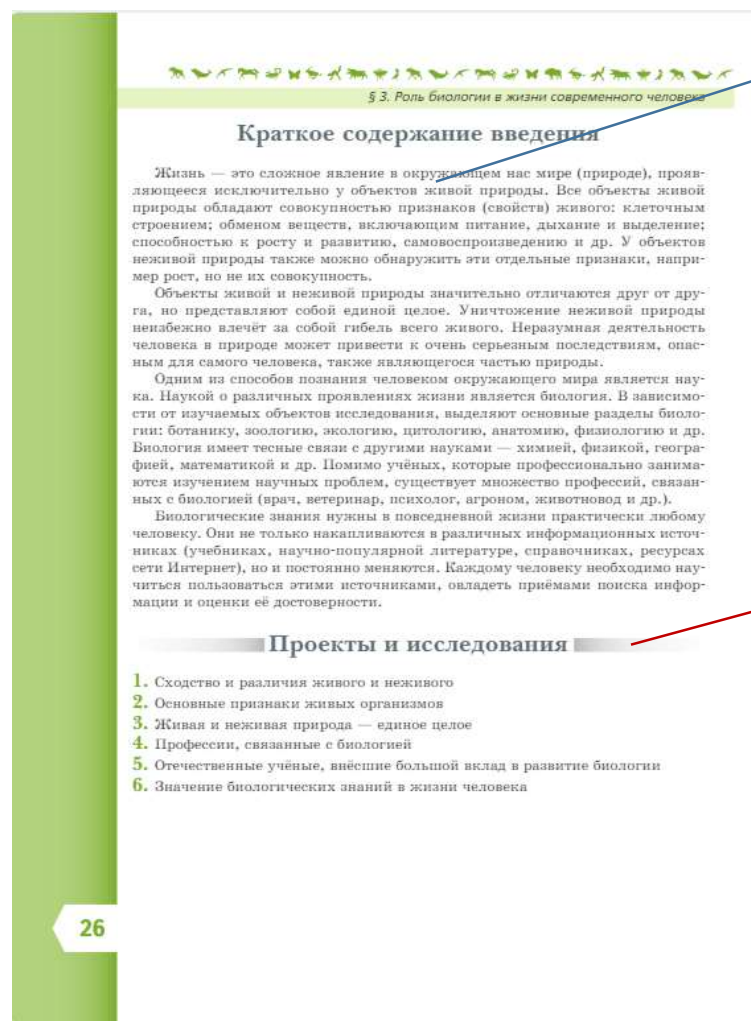 § 3. Роль биологии в жизни современного человека
Краткое содержание введения
Жизнь — это сложное явление в окружающем нас мире (природе), прояв-
ляющееся исключительно у объектов живой природы. Все объекты живой
природы обладают совокупностью признаков (свойств) живого: клеточным
строением; обменом веществ, включающим питание, дыхание и выделение;
способностью к росту и развитию, самовоспроизведению и др. У объектов
неживой природы также можно обнаружить эти отдельные признаки, напри-
мер рост, но не их совокупность.
Объекты живой и неживой природы значительно отличаются друг от дру-
га, но представляют собой единой целое. Уничтожение неживой природы
неизбежно влечёт за собой гибель всего живого. Неразумная деятельность
человека в природе может привести к очень серьезным последствиям, опас-
ным для самого человека, также являющегося частью природы.
Одним из способов познания человеком окружающего мира является нау-
ка. Наукой о различных проявлениях жизни является биология. В зависимо-
сти от изучаемых объектов исследования, выделяют основные разделы биоло-
гии: ботанику, зоологию, экологию, цитологию, анатомию, физиологию и др.
Биология имеет тесные связи с другими науками — химией, физикой, геогра-
фией, математикой и др. Помимо учёных, которые профессионально занима-
ются изучением научных проблем, существует множество профессий, связан-
ных с биологией (врач, ветеринар, психолог, агроном, животновод и др.).
Биологические знания нужны в повседневной жизни практически любому
человеку. Они не только накапливаются в различных информационных источ-
никах (учебниках, научно-популярной литературе, справочниках, ресурсах
сети Интернет), но и постоянно меняются. Каждому человеку необходимо нау-
читься пользоваться этими источниками, овладеть приёмами поиска инфор-
мации и оценки её достоверности.
Проекты и исследования
1. Сходство и различия живого и неживого
2. Основные признаки живых организмов
3. Живая и неживая природа — единое целое
4. Профессии, связанные с биологией
5. Отечественные учёные, внёсшие большой вклад в развитие биологии
6. Значение биологических знаний в жизни человека
26